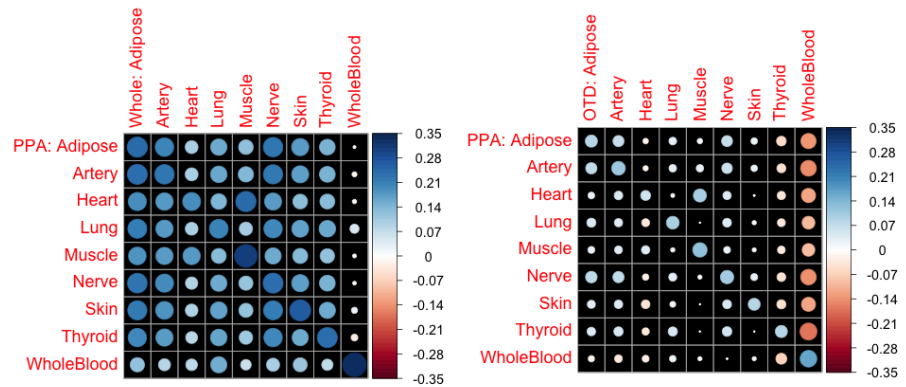 Whole: Adipose
Artery
Heart
Lung
Muscle
Nerve
Skin
Thyroid
WholeBlood
PPA: Adipose
Artery
Heart
Lung
Muscle
Nerve
Skin
Thyroid
WholeBlood
0.35
0.28
0.21
0.14
0.07
0
-0.07
-0.14
-0.21
-0.28
-0.35
OTD: Adipose
Artery
Heart
Lung
Muscle
Nerve
Skin
Thyroid
WholeBlood
PPA: Adipose
Artery
Heart
Lung
Muscle
Nerve
Skin
Thyroid
WholeBlood
0.35
0.28
0.21
0.14
0.07
0
-0.07
-0.14
-0.21
-0.28
-0.35